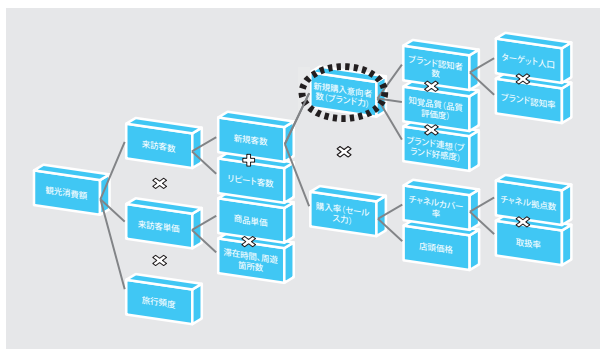 観光消費額
来訪客数
来訪客単価
旅行頻度
新規客数
リピート客数
商品単価
滞在時間、周遊
箇所数
新規購入意向者
数(ブランド力)
購入率(セール
ス力)
ブランド認知者
数
知覚品質(品質
評価度)
ブランド連想(ブ
ランド好感度)
チャネルカバー
率
店頭価格
ターゲット人口
ブランド認知率
チャネル拠点数
取扱率